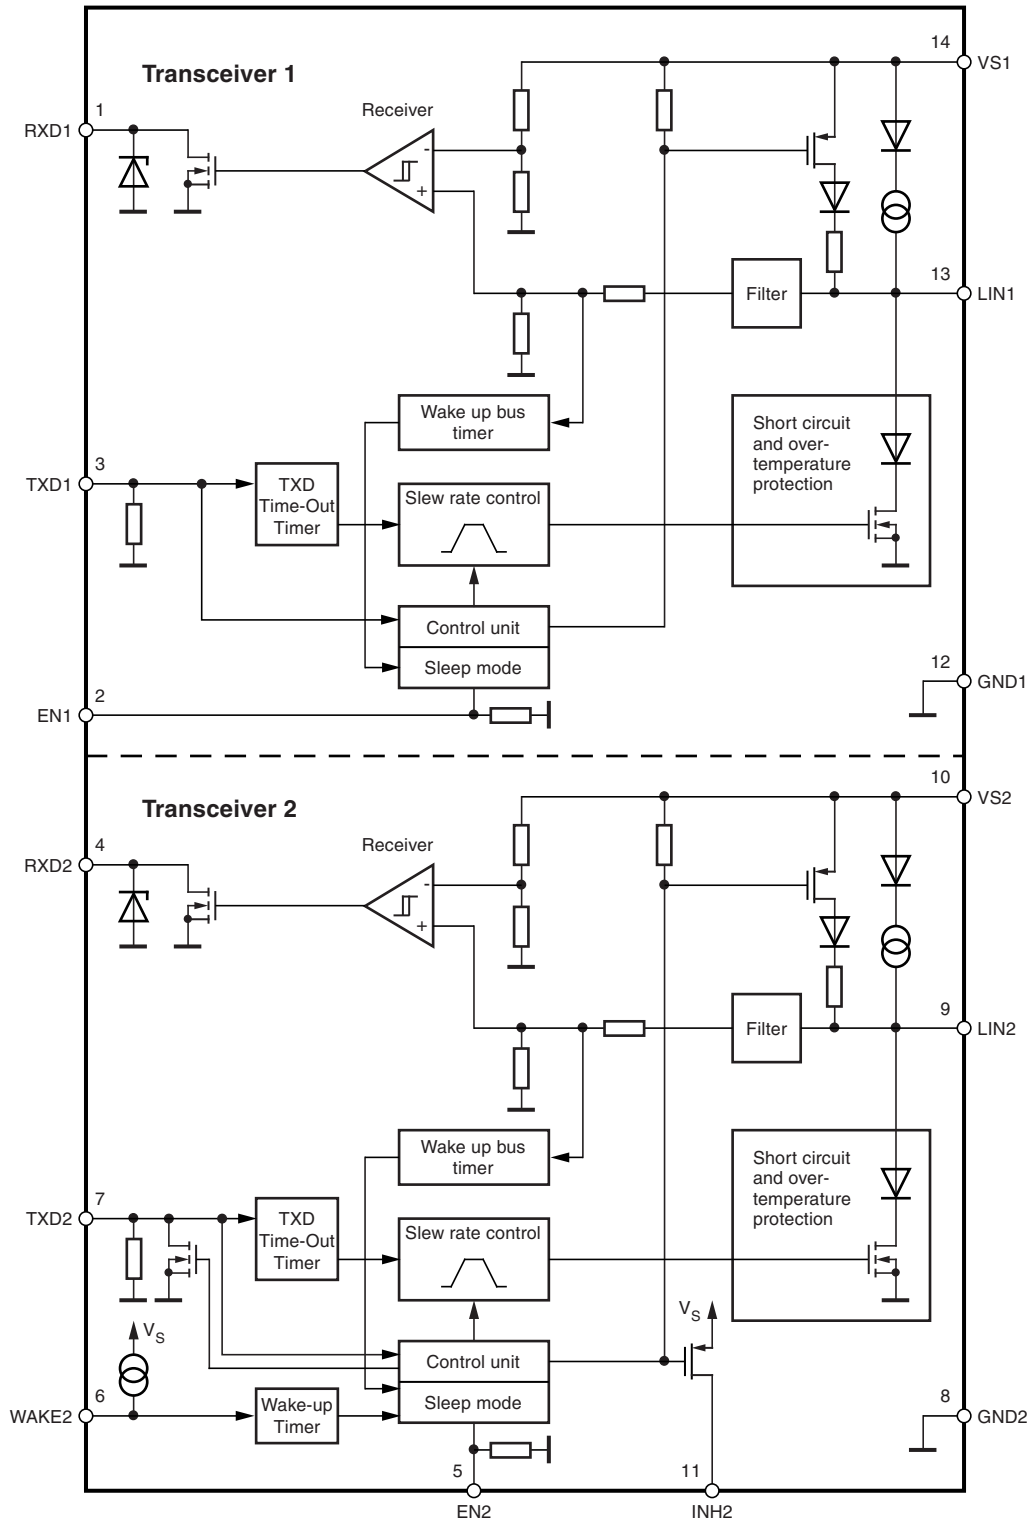 14
VS1
Transceiver 1
1
RXD1
Receiver
-
+
13
LIN1
Filter
Wake up bus
timer
Short circuit
and over-
temperature
protection
3
TXD1
TXD
Time-Out
Timer
Slew rate control
Control unit
Sleep mode
12
GND1
2
EN1
10
VS2
Transceiver 2
4
RXD2
Receiver
-
+
9
LIN2
Filter
Wake up bus
timer
Short circuit
and over-
temperature
protection
7
TXD2
TXD
Time-Out
Timer
Slew rate control
VS
VS
Control unit
Sleep mode
6
WAKE2
Wake-up
Timer
8
GND2
5
EN2
11
INH2